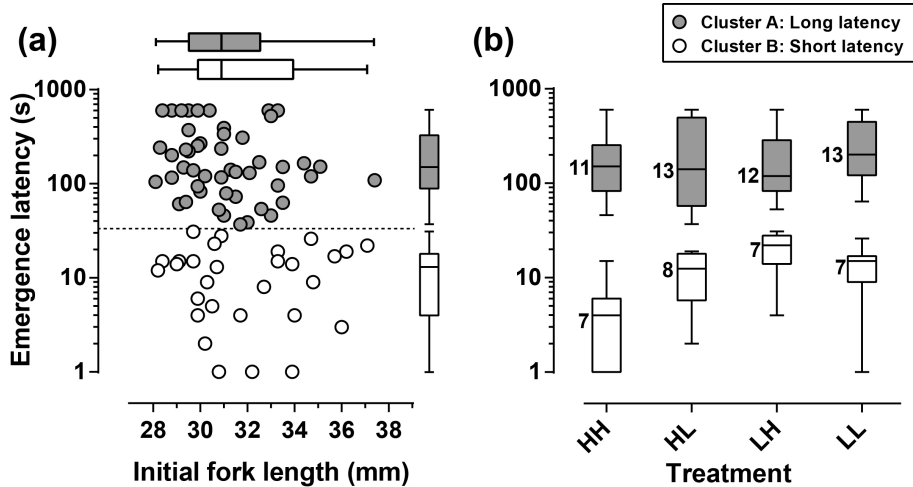 (a)
Emergence latency (s)
1000
100
10
1
28 30 32 34 36 38
Initial fork length (mm)
(b)
Cluster A: Long latency
Cluster B: Short latency
1000
100
10
1
11
13
12
13
7
8
7
7
HH HL LH LL
Treatment